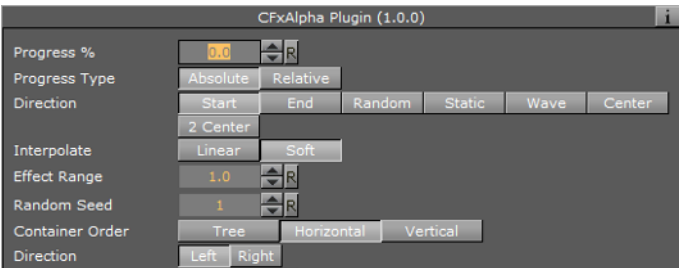 CFxAlpha Plugin (1.0.0) i
Progress % 0.0 R
Progress Type Absolute Relative
Direction Start End Random Static Wave Center
2 Center
Interpolate Linear Soft
Effect Range 1.0 R
Random Seed 1 R
Container Order Tree Horizontal Vertical
Direction Left Right